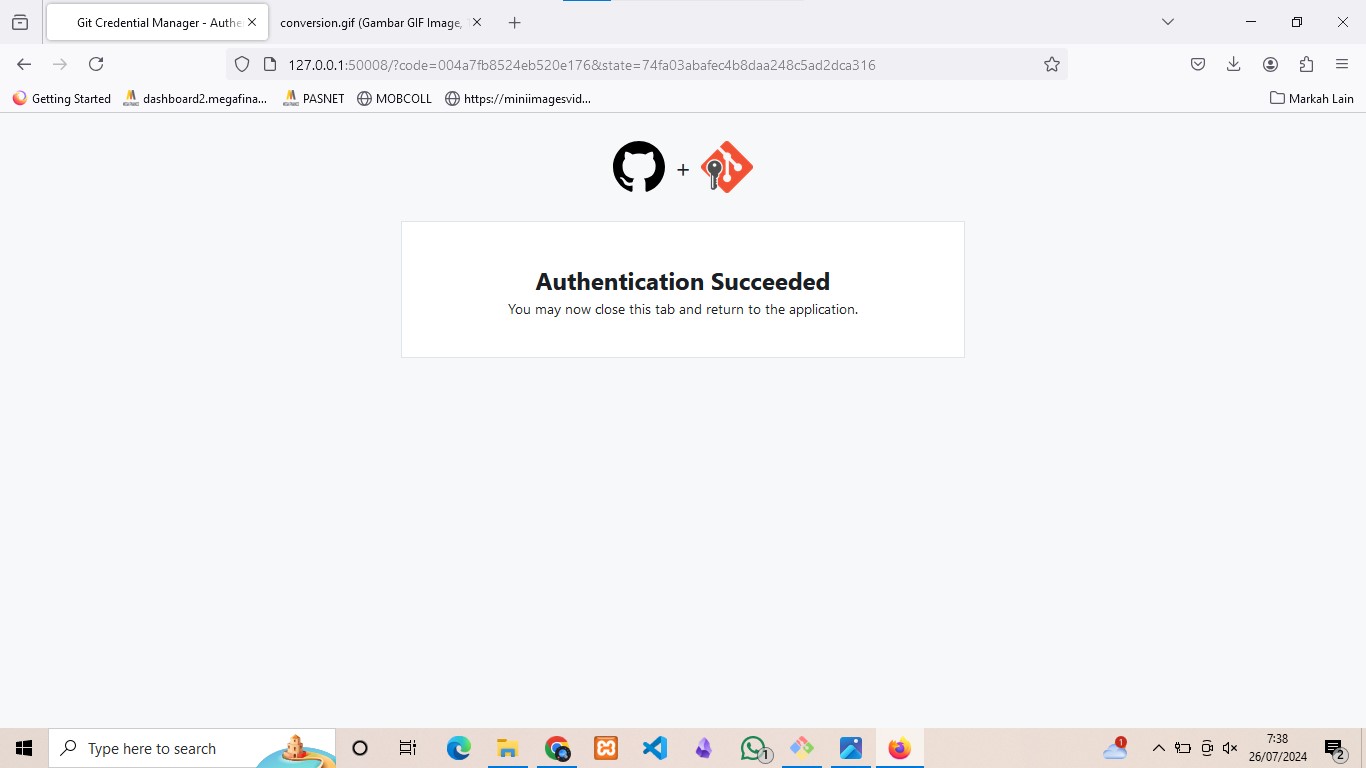 Git Credential Manager - Authe
conversion.gif (Gambar GIF Image,
127.0.0.1:50008/?code=004a7fb8524eb520e176&state=74fa03abafec4b8daa248c5ad2dca316
Getting Started
dashboard2.megafina...
PASNET
MOBCOLL
https://miniimagesvid...
Markah Lain
+
Authentication Succeeded
You may now close this tab and return to the application.
Type here to search
1
1
7:38
26/07/2024
2